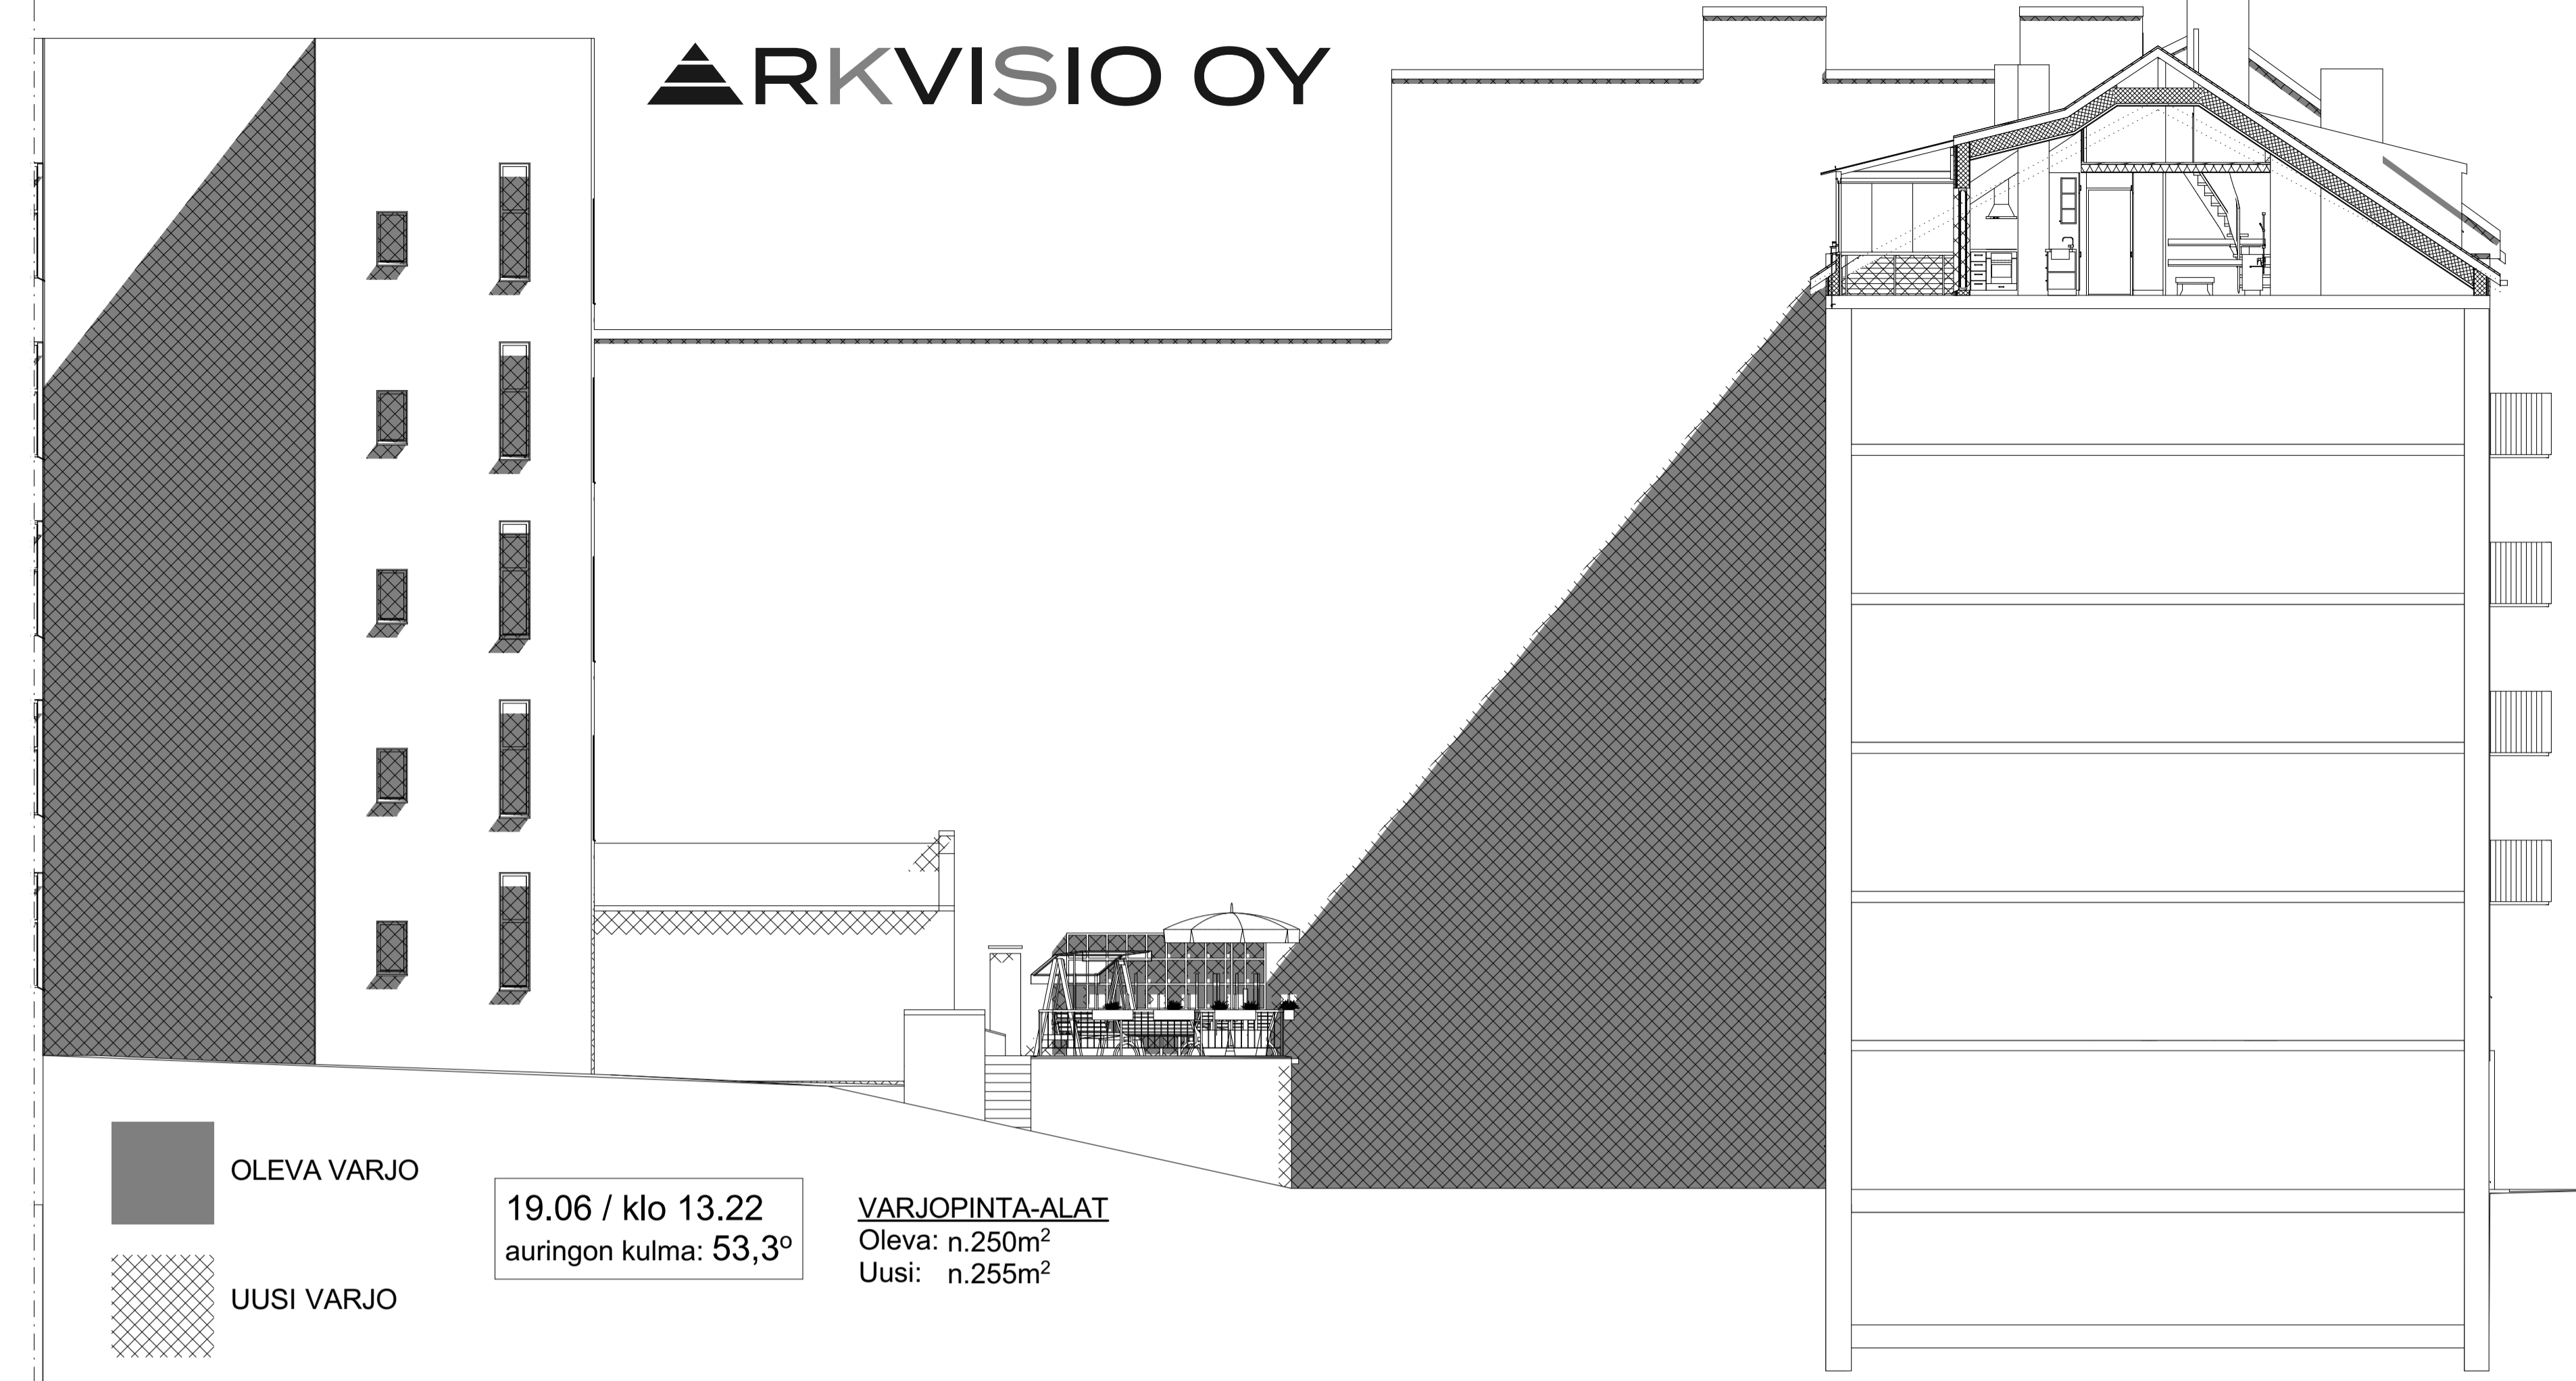 ARKVISIO OY
OLEVA VARJO
UUSI VARJO
19.06 / klo 13.22
auringon kulma: 53,3º
VARJOPINTA-ALAT
Oleva: n.250m²
Uusi: n.255m²